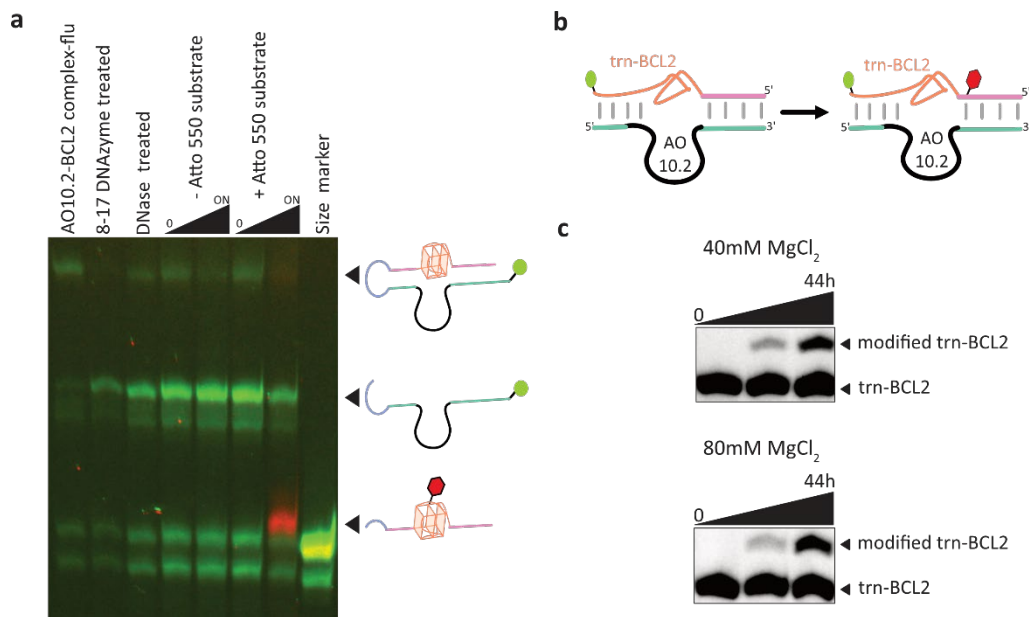 a
AO10.2-BCL2 complex-flu
8-17 DNAzyme treated
DNase treated
- Atto 550 substrate
+ Atto 550 substrate
Size marker
0
ON
0
ON
b
trn-BCL2
5'
5'
3'
AO
10.2
trn-BCL2
5'
5'
3'
AO
10.2
c
40mM MgCl₂
44h
0
modified trn-BCL2
trn-BCL2
80mM MgCl₂
44h
0
modified trn-BCL2
trn-BCL2